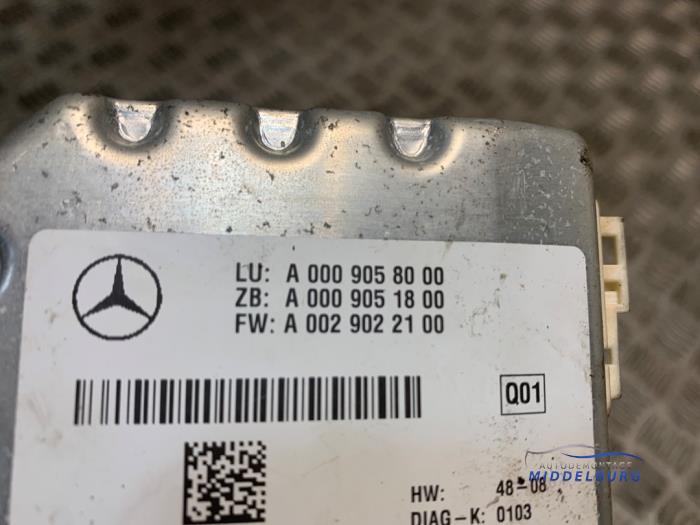 LU: A 000 905 80 00
ZB: A 000 905 18 00
FW: A 002 902 21 00
Q01
HW: 48-08
DIAG-K: 0103
AUTODEMONTAGE
MIDDELBURG